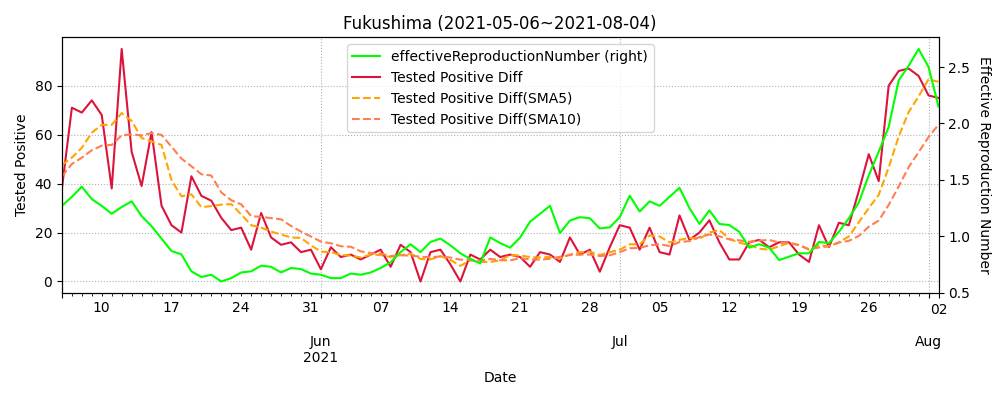 Fukushima (2021-05-06~2021-08-04)
effectiveReproductionNumber (right)
Tested Positive Diff
Tested Positive Diff(SMA5)
Tested Positive Diff(SMA10)
Tested Positive
80
60
40
20
0
2.5
2.0
1.5
1.0
0.5
Effective Reproduction Number
10 17 24 31 07 14 21 28 05 12 19 26 02
Jun Jul Aug
2021
Date